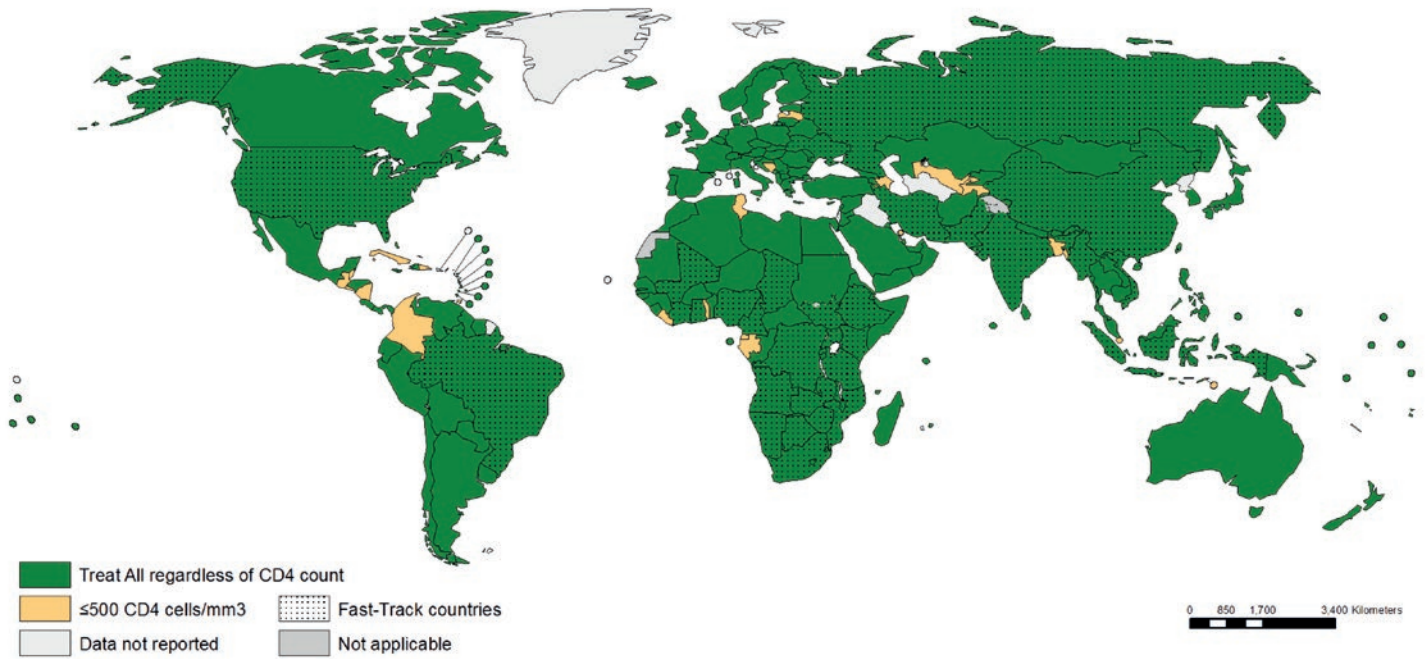 Treat All regardless of CD4 count
≤500 CD4 cells/mm3
Fast-Track countries
Data not reported
Not applicable
0 850 1,700 3,400 Kilometers